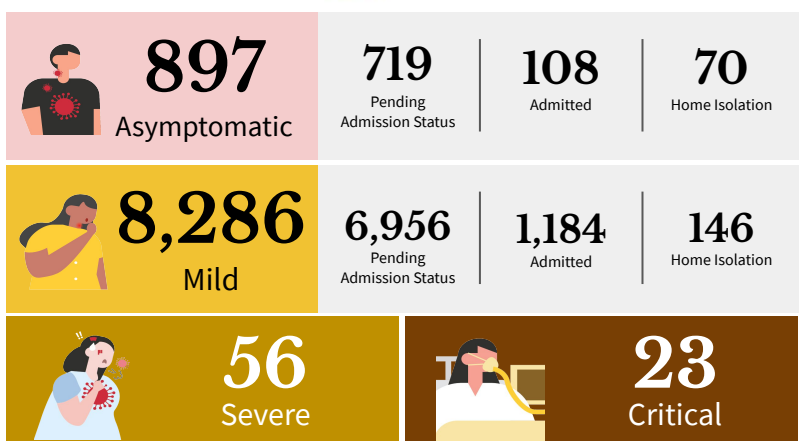 897
Asymptomatic
719
Pending
Admission Status
108
Admitted
70
Home Isolation
8,286
Mild
6,956
Pending
Admission Status
1,184
Admitted
146
Home Isolation
!!
56
Severe
23
Critical